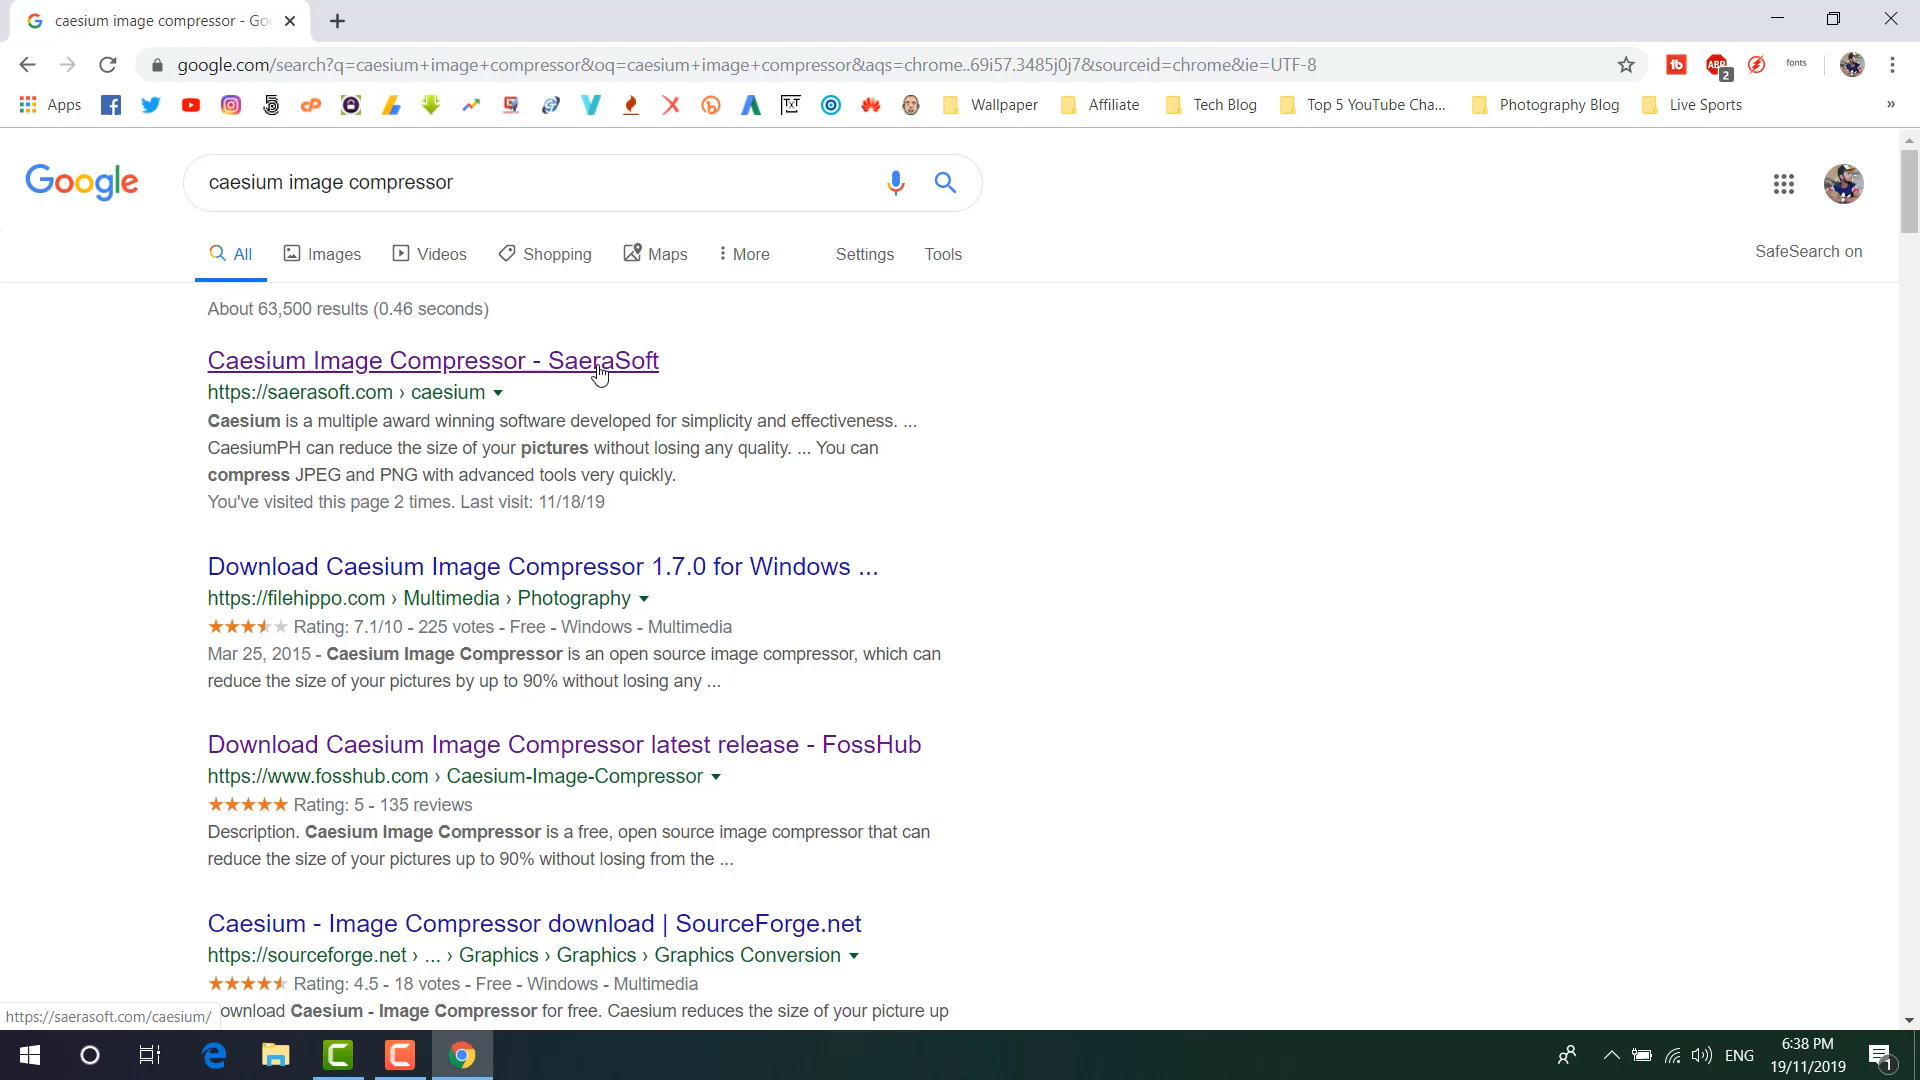 caesium image compressor - Goo
google.com/search?q=caesium+image+compressor&oq=caesium+image+compressor&aqs=chrome..69i57.3485j0j7&sourceid=chrome&ie=UTF-8
tb
ABP
2
fonts
Apps
TXT
Wallpaper
Affiliate
Tech Blog
Top 5 YouTube Cha...
Photography Blog
Live Sports
»
Google
caesium image compressor
All
Images
Videos
Shopping
Maps
More
Settings
Tools
SafeSearch on
About 63,500 results (0.46 seconds)
Caesium Image Compressor - SaeraSoft
https://saerasoft.com › caesium
Caesium is a multiple award winning software developed for simplicity and effectiveness. ...
CaesiumPH can reduce the size of your pictures without losing any quality. ... You can
compress JPEG and PNG with advanced tools very quickly.
You've visited this page 2 times. Last visit: 11/18/19
Download Caesium Image Compressor 1.7.0 for Windows ...
https://filehippo.com › Multimedia › Photography
Rating: 7.1/10 - 225 votes - Free - Windows - Multimedia
Mar 25, 2015 - Caesium Image Compressor is an open source image compressor, which can
reduce the size of your pictures by up to 90% without losing any ...
Download Caesium Image Compressor latest release - FossHub
https://www.fosshub.com › Caesium-Image-Compressor
Rating: 5 - 135 reviews
Description. Caesium Image Compressor is a free, open source image compressor that can
reduce the size of your pictures up to 90% without losing from the ...
Caesium - Image Compressor download | SourceForge.net
https://sourceforge.net › ... › Graphics › Graphics › Graphics Conversion
Rating: 4.5 - 18 votes - Free - Windows - Multimedia
ownload Caesium - Image Compressor for free. Caesium reduces the size of your picture up
https://saerasoft.com/caesium/
ENG
6:38 PM
19/11/2019
1